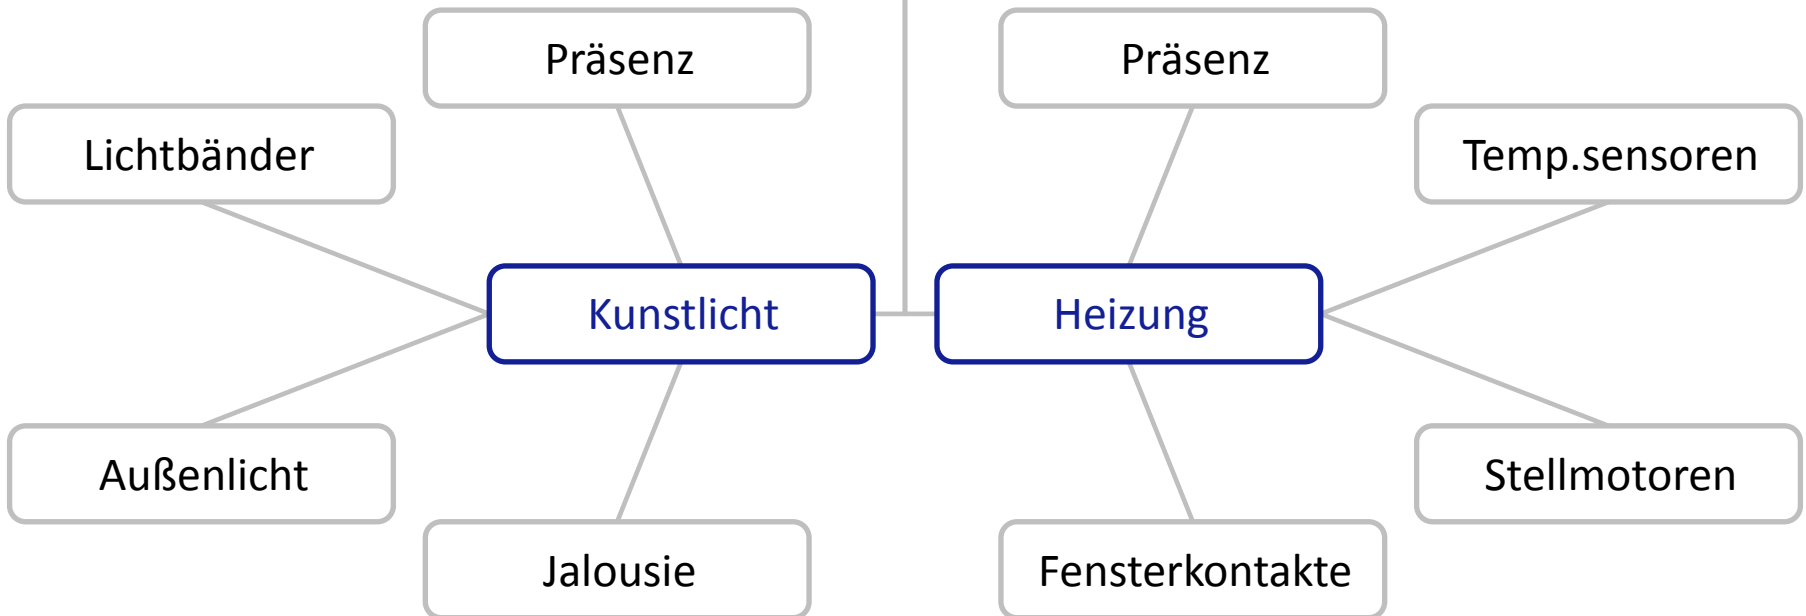 Präsenz
Präsenz
Lichtbänder
Temp.sensoren
Kunstlicht
Heizung
Außenlicht
Stellmotoren
Jalousie
Fensterkontakte